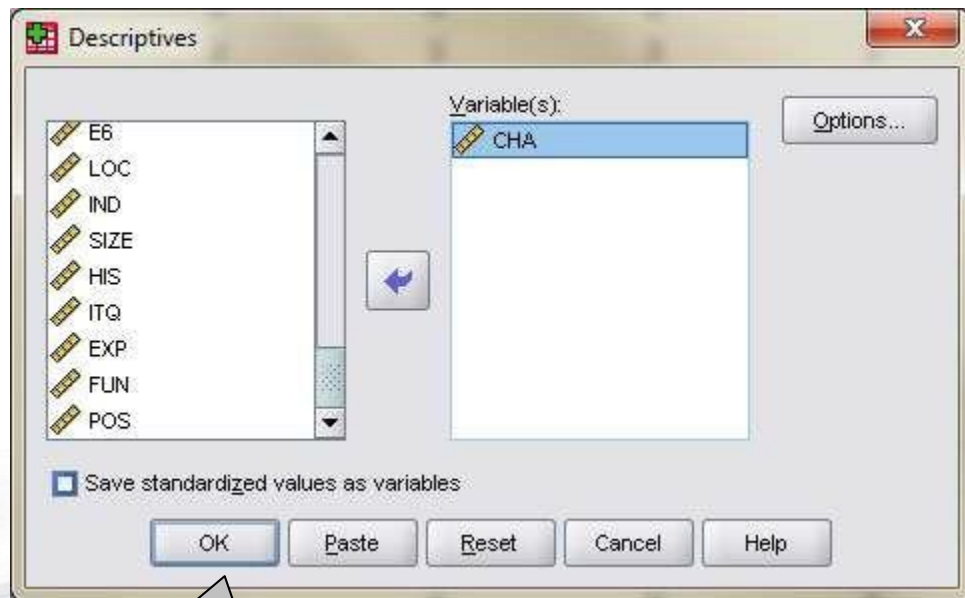 Descriptives
Variable(s):
E6
LOC
IND
SIZE
HIS
ITQ
EXP
FUN
POS
CHA
Options...
Save standardized values as variables
OK
Paste
Reset
Cancel
Help